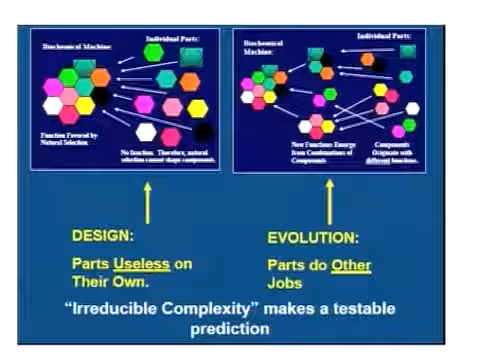 Biochemical Machine:
Individual Parts:
Function Favored by
Natural Selection
No function. Therefore, natural
selection cannot shape components.
Biochemical
Machine:
Individual Parts:
New Functions Emerge
from Combinations of
Components
Components
Originate with
different functions.
DESIGN:
Parts Useless on
Their Own.
EVOLUTION:
Parts do Other
Jobs
“Irreducible Complexity” makes a testable
prediction